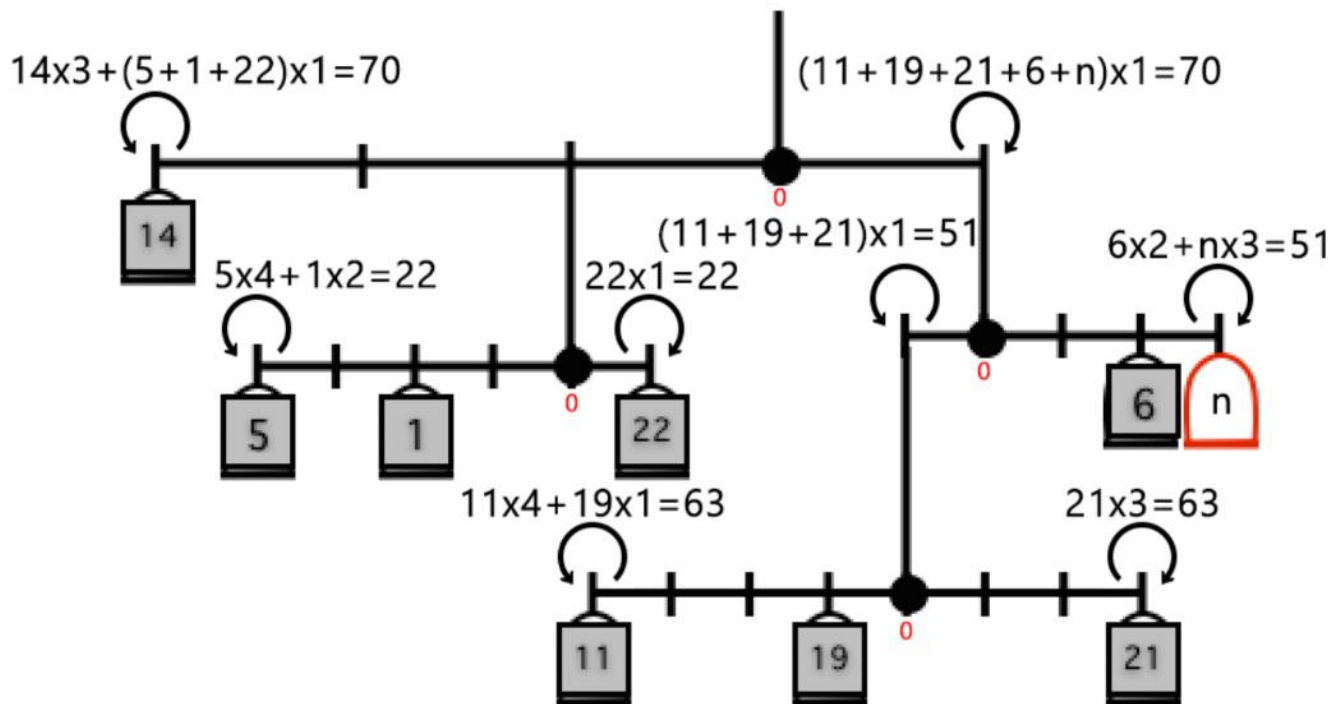 14x3+(5+1+22)x1=70
(11+19+21+6+n)x1=70
0
14
(11+19+21)x1=51
6x2+nx3=51
5x4+1x2=22
22x1=22
0
0
5
1
22
6
n
11x4+19x1=63
21x3=63
0
11
19
21